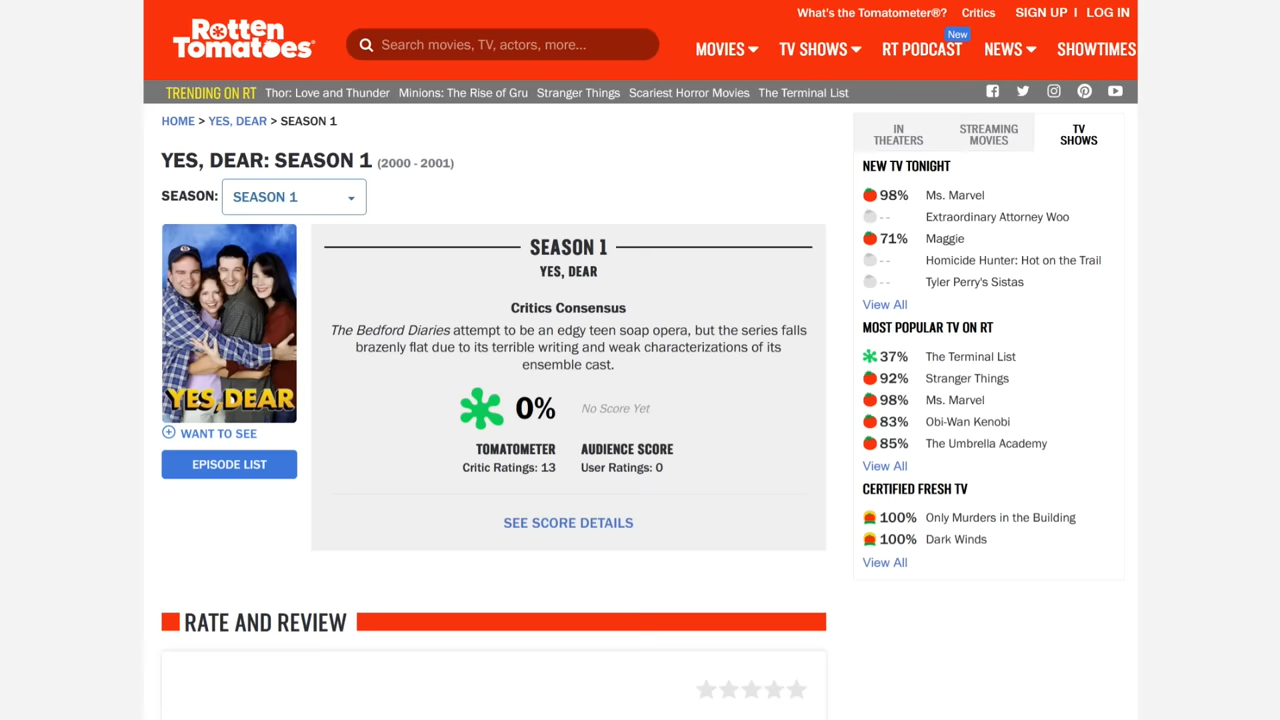 What's the Tomatometer®? Critics SIGN UP | LOG IN
Rotten Tomatoes®
Search movies, TV, actors, more...
MOVIES TV SHOWS RT PODCAST New NEWS SHOWTIMES
TRENDING ON RT Thor: Love and Thunder Minions: The Rise of Gru Stranger Things Scariest Horror Movies The Terminal List
HOME > YES, DEAR > SEASON 1
YES, DEAR: SEASON 1 (2000 - 2001)
SEASON: SEASON 1
YES, DEAR
WANT TO SEE
EPISODE LIST
SEASON 1
YES, DEAR
Critics Consensus
The Bedford Diaries attempt to be an edgy teen soap opera, but the series falls
brazenly flat due to its terrible writing and weak characterizations of its
ensemble cast.
0% No Score Yet
TOMATOMETER AUDIENCE SCORE
Critic Ratings: 13 User Ratings: 0
SEE SCORE DETAILS
RATE AND REVIEW
IN THEATERS STREAMING MOVIES TV SHOWS
NEW TV TONIGHT
98% Ms. Marvel
- - Extraordinary Attorney Woo
71% Maggie
- - Homicide Hunter: Hot on the Trail
- - Tyler Perry's Sistas
View All
MOST POPULAR TV ON RT
37% The Terminal List
92% Stranger Things
98% Ms. Marvel
83% Obi-Wan Kenobi
85% The Umbrella Academy
View All
CERTIFIED FRESH TV
100% Only Murders in the Building
100% Dark Winds
View All